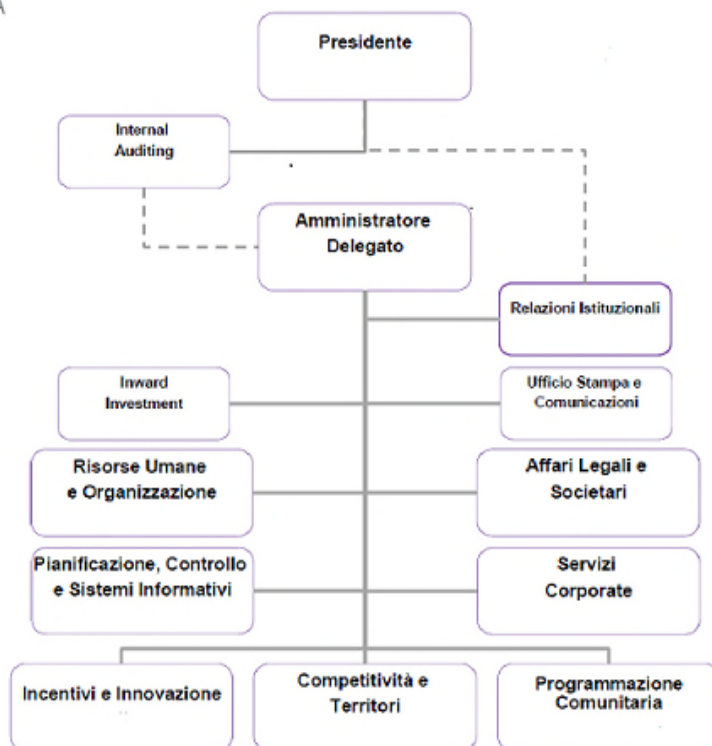 A
Presidente
Internal
Auditing
Amministratore
Delegato
Relazioni Istituzionali
Inward
Investment
Ufficio Stampa e
Comunicazioni
Risorse Umane
e Organizzazione
Affari Legali e
Societari
Pianificazione, Controllo
e Sistemi Informativi
Servizi
Corporate
Incentivi e Innovazione
Competitività e
Territori
Programmazione
Comunitaria